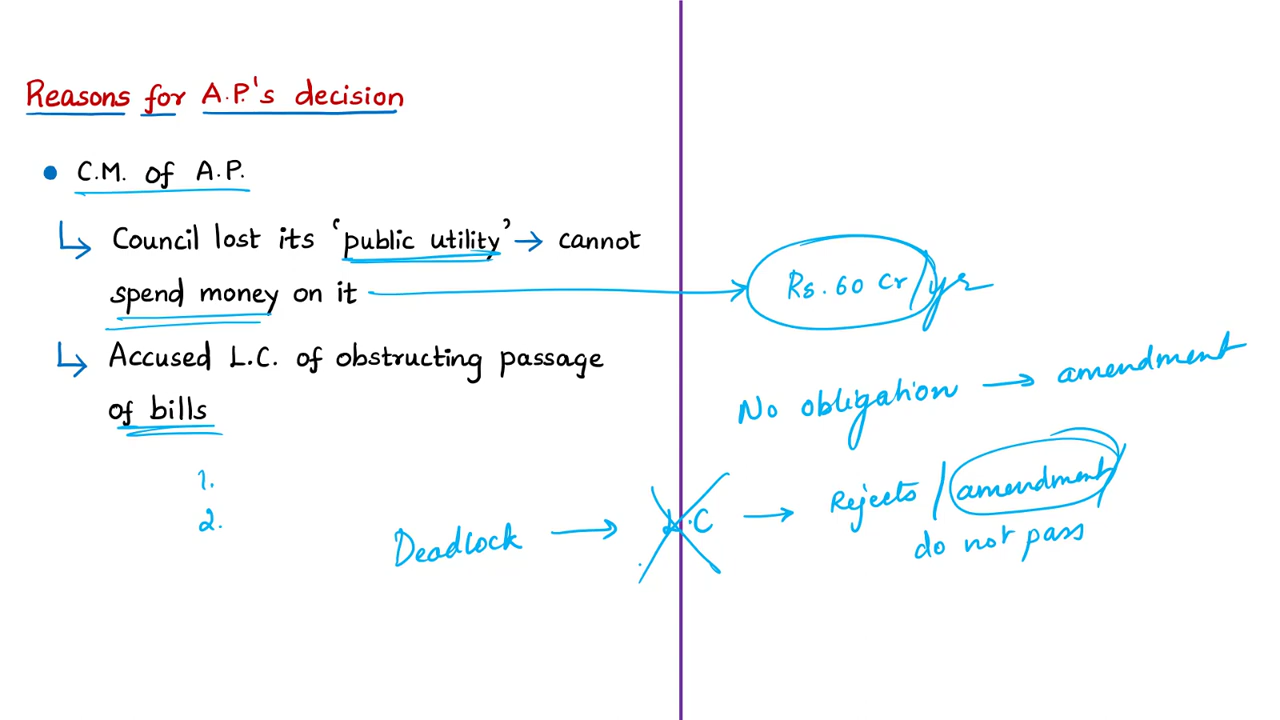 Reasons for A.P.'s decision
• C.M. of A.P.
↳ Council lost its 'public utility' → cannot
spend money on it → Rs. 60 Cr/yr
↳ Accused L.C. of obstructing passage
of bills
No obligation → amendment
1.
2.
Deadlock → L.C → Rejects / amendment
do not pass